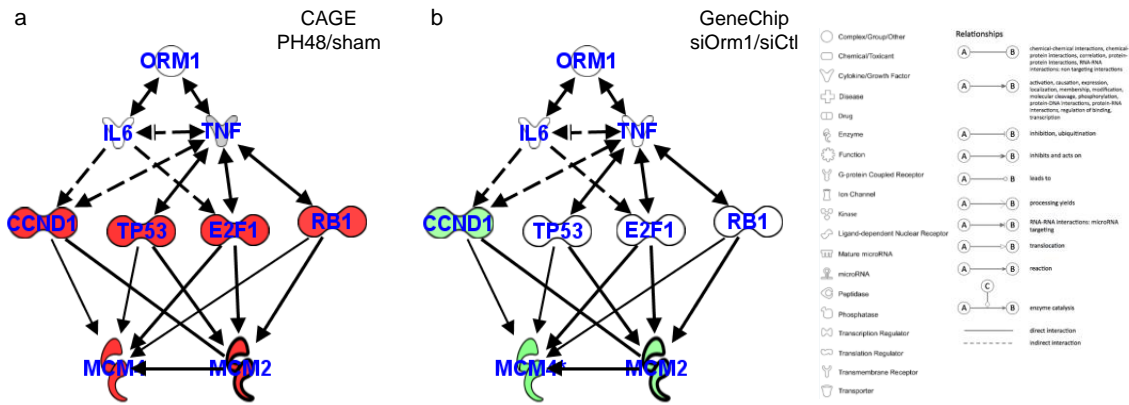 a
CAGE
PH48/sham
ORM1
IL6
TNF
CCND1
TP53
E2F1
RB1
MCM4
MCM2
b
GeneChip
siOrm1/siCtl
ORM1
IL6
TNF
CCND1
TP53
E2F1
RB1
MCM4*
MCM2
Complex/Group/Other
Chemical/Toxicant
Cytokine/Growth Factor
Disease
Drug
Enzyme
Function
G-protein Coupled Receptor
Ion Channel
Kinase
Ligand-dependent Nuclear Receptor
Mature microRNA
microRNA
Peptidase
Phosphatase
Transcription Regulator
Translation Regulator
Transmembrane Receptor
Transporter
Relationships
A B chemical-chemical interactions, chemical-
protein interactions, correlation, protein-
protein interactions, RNA-RNA
interactions: non targeting interactions
A B activation, causation, expression,
localization, membership, modification,
molecular cleavage, phosphorylation,
protein-DNA interactions, protein-RNA
interactions, regulation of binding,
transcription
A B inhibition, ubiquitination
A B inhibits and acts on
A B leads to
A B processing yields
A B RNA-RNA interactions: microRNA
targeting
A B translocation
A B reaction
C
A B enzyme catalysis
direct interaction
indirect interaction